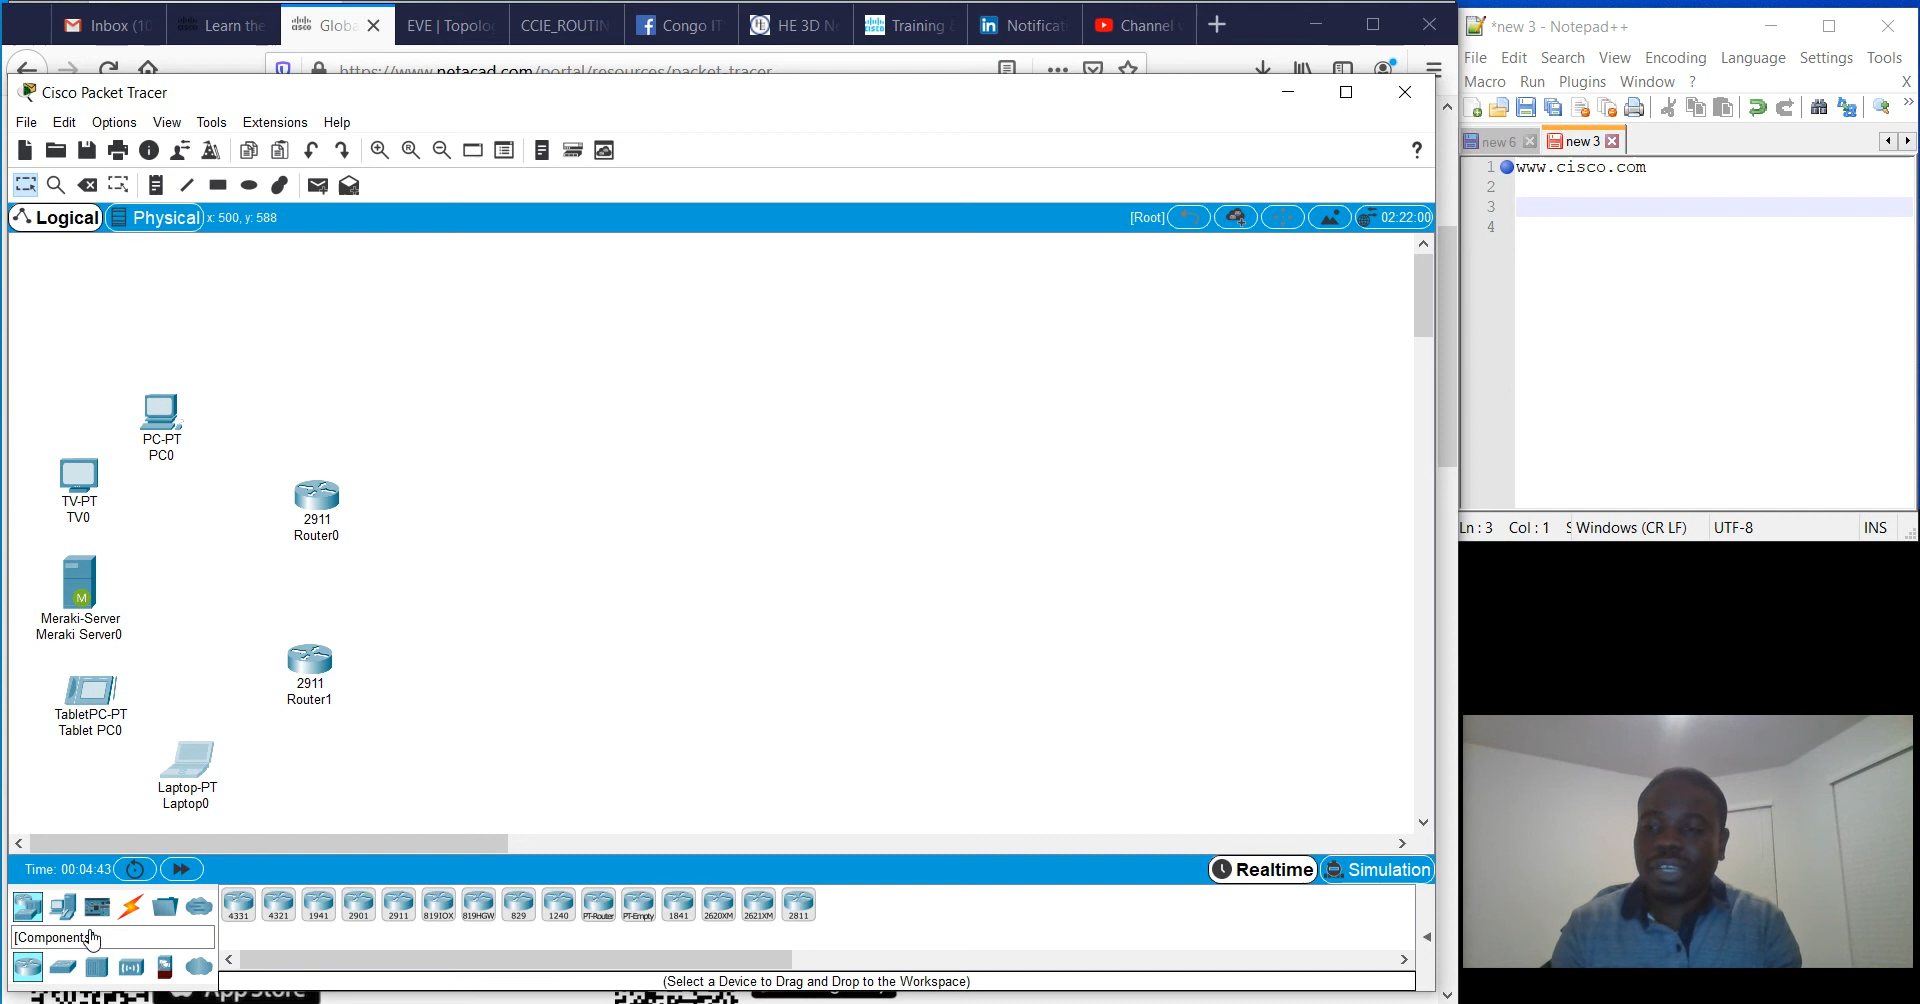 Inbox (10
Learn the
Globa
EVE | Topolo
CCIE_ROUTIN
Congo IT
HE 3D N
Training &
Notificati
Channel v
https://www.netacad.com/portal/resources/packet-tracer
Cisco Packet Tracer
File Edit Options View Tools Extensions Help
Logical Physical x: 500, y: 588
[Root] 02:22:00
PC-PT
PC0
TV-PT
TV0
2911
Router0
M
Meraki-Server
Meraki Server0
2911
Router1
TabletPC-PT
Tablet PC0
Laptop-PT
Laptop0
Time: 00:04:43
Realtime Simulation
4331 4321 1941 2901 2911 819IOX 819HGW 829 1240 PT-Router PT-Empty 1841 2620XM 2621XM 2811
[Components]
(Select a Device to Drag and Drop to the Workspace)
App Store
*new 3 - Notepad++
File Edit Search View Encoding Language Settings Tools
Macro Run Plugins Window ? X
new 6 new 3
1 www.cisco.com
2
3
4
Ln : 3 Col : 1 S Windows (CR LF) UTF-8 INS